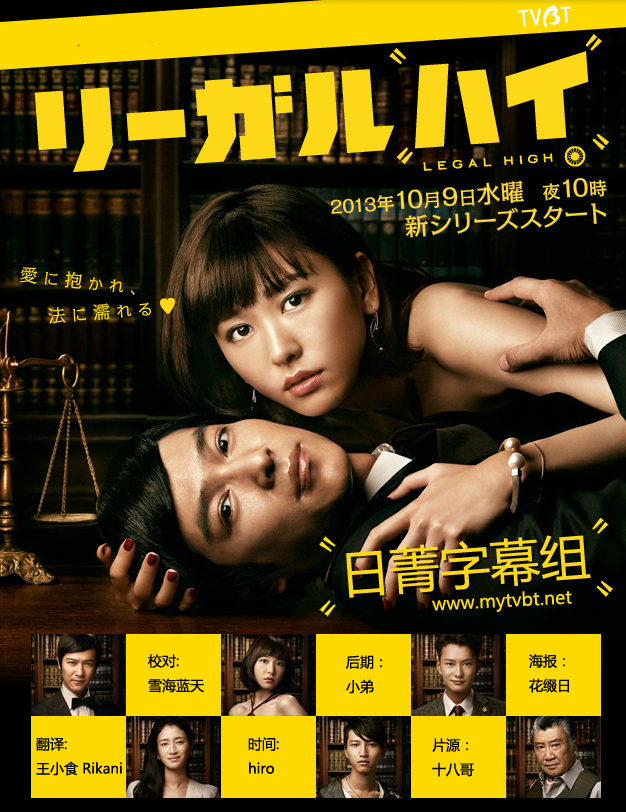 TVBT
リーガルハイ
LEGAL HIGH
2013年10月9日水曜　夜10時
新シリーズスタート
愛に抱かれ、
法に濡れる♥
日菁字幕组
www.mytvbt.net
校对:
雪海蓝天
后期：
小弟
海报：
花缀日
翻译:
王小食 Rikani
时间:
hiro
片源：
十八哥